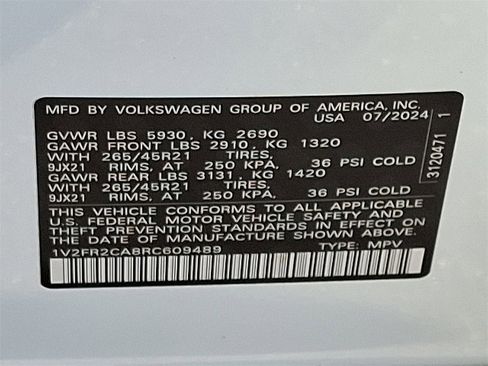 MFD BY VOLKSWAGEN GROUP OF AMERICA, INC.
USA 07/2024
GVWR LBS 5930, KG 2690
GAWR FRONT LBS 2910, KG 1320
WITH 265/45R21 TIRES,
9JX21 RIMS, AT 250 KPA, 36 PSI COLD
GAWR REAR LBS 3131, KG 1420
WITH 265/45R21 TIRES,
9JX21 RIMS, AT 250 KPA, 36 PSI COLD
THIS VEHICLE CONFORMS TO ALL APPLICABLE
U.S. FEDERAL MOTOR VEHICLE SAFETY AND
THEFT PREVENTION STANDARDS IN EFFECT ON
THE DATE OF MANUFACTURE SHOWN ABOVE.
1V2FR2CA8RC609489 TYPE: MPV
3120471 1